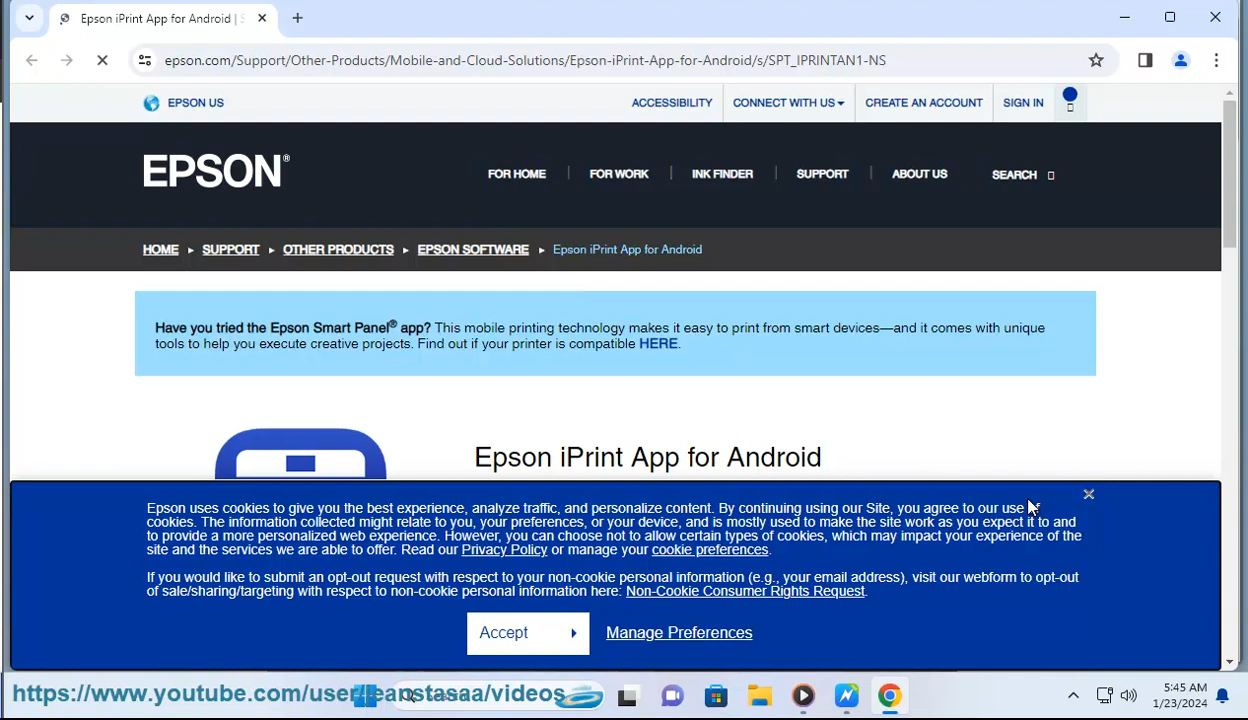 Epson iPrint App for Android | S
epson.com/Support/Other-Products/Mobile-and-Cloud-Solutions/Epson-iPrint-App-for-Android/s/SPT_IPRINTAN1-NS
EPSON US
ACCESSIBILITY
CONNECT WITH US
CREATE AN ACCOUNT
SIGN IN
EPSON®
FOR HOME
FOR WORK
INK FINDER
SUPPORT
ABOUT US
SEARCH
HOME ▸ SUPPORT ▸ OTHER PRODUCTS ▸ EPSON SOFTWARE ▸ Epson iPrint App for Android
Have you tried the Epson Smart Panel® app? This mobile printing technology makes it easy to print from smart devices—and it comes with unique
tools to help you execute creative projects. Find out if your printer is compatible HERE.
Epson iPrint App for Android
Epson uses cookies to give you the best experience, analyze traffic, and personalize content. By continuing using our Site, you agree to our use of
cookies. The information collected might relate to you, your preferences, or your device, and is mostly used to make the site work as you expect it to and
to provide a more personalized web experience. However, you can choose not to allow certain types of cookies, which may impact your experience of the
site and the services we are able to offer. Read our Privacy Policy or manage your cookie preferences.
If you would like to submit an opt-out request with respect to your non-cookie personal information (e.g., your email address), visit our webform to opt-out
of sale/sharing/targeting with respect to non-cookie personal information here: Non-Cookie Consumer Rights Request.
Accept
Manage Preferences
https://www.youtube.com/user/leanstasaa/videos
5:45 AM
1/23/2024